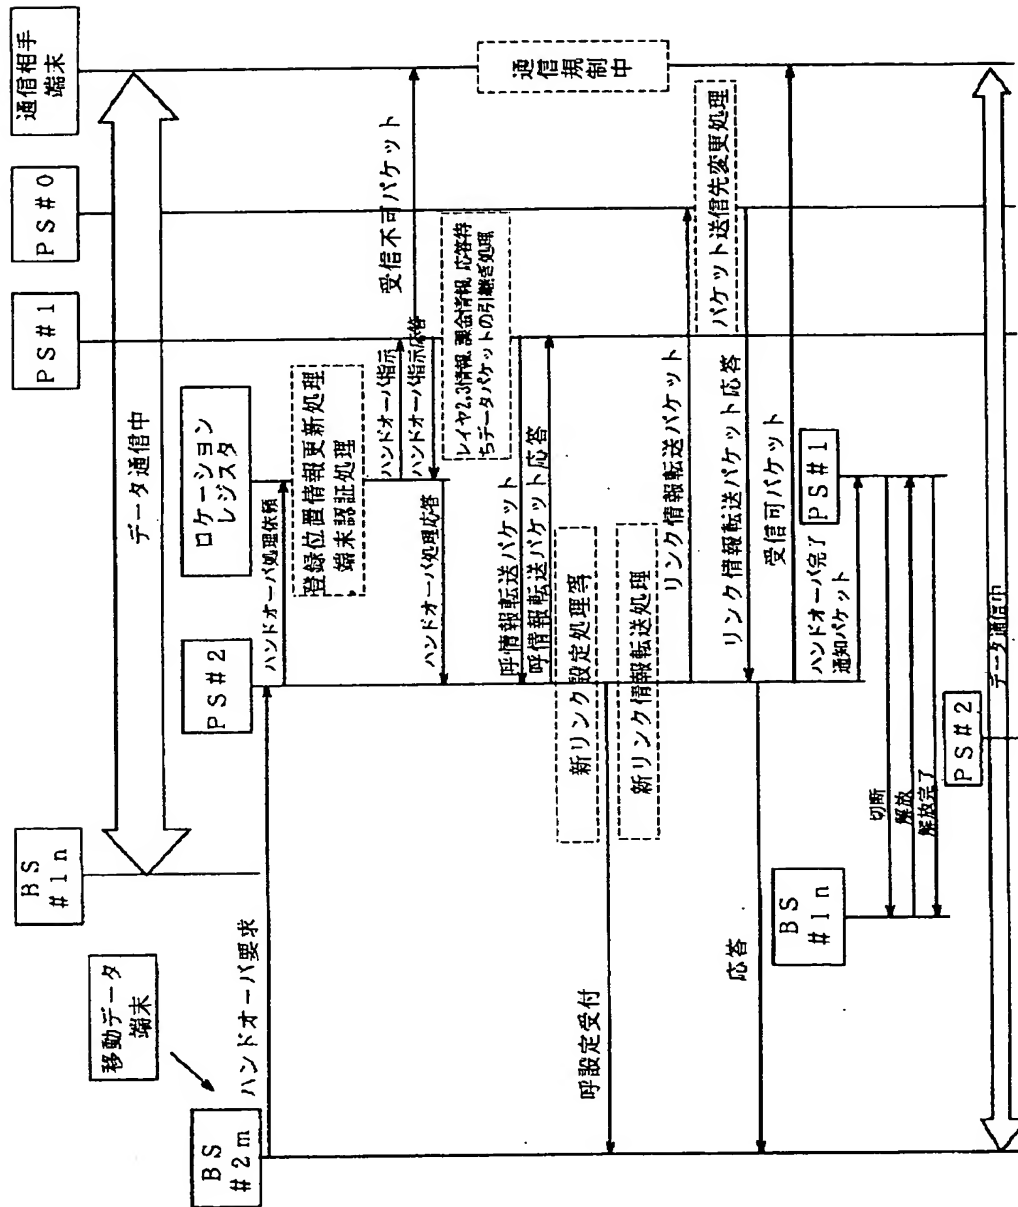 移動データ
端末
BS
#2m
BS
#1n
PS#2
ロケーション
レジスタ
PS#1
PS#0
通信相手
端末
データ通信中
ハンドオーバ要求
ハンドオーバ処理依頼
登録位置情報更新処理
端末認証処理
ハンドオーバ指示
ハンドオーバ指示応答
受信不可パケット
ハンドオーバ処理応答
レイヤ2,3情報、課金情報、応答待
ちデータパケットの引継ぎ処理
通信規制中
呼情報転送パケット
呼情報転送パケット応答
新リンク設定処理等
呼設定受付
新リンク情報転送処理
リンク情報転送パケット
パケット送信先変更処理
リンク情報転送パケット応答
応答
受信可パケット
ハンドオーバ完了
通知パケット
PS#1
BS
#1n
切断
解放
解放完了
PS#2
データ通信中